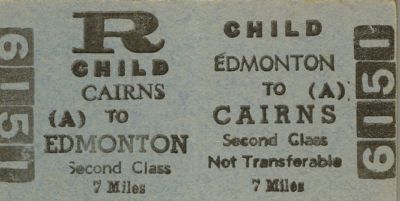 R
CHILD
CAIRNS
(A) TO
EDMONTON
Second Class
7 Miles
CHILD
EDMONTON
TO (A)
CAIRNS
Second Class
Not Transferable
7 Miles
6151
6150